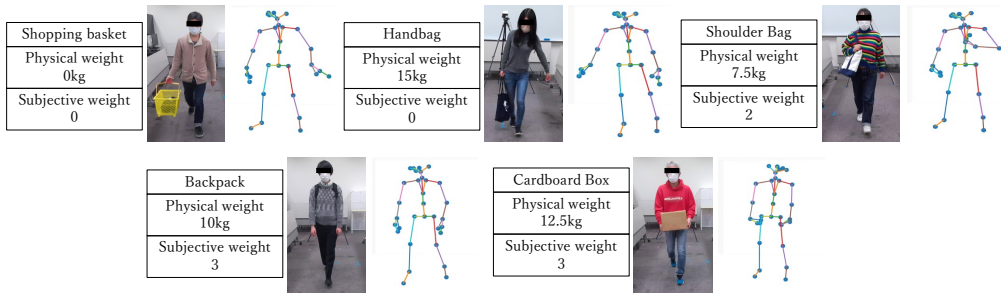 Shopping basket
Physical weight
0kg
Subjective weight
0
Handbag
Physical weight
15kg
Subjective weight
0
Shoulder Bag
Physical weight
7.5kg
Subjective weight
2
Backpack
Physical weight
10kg
Subjective weight
3
Cardboard Box
Physical weight
12.5kg
Subjective weight
3